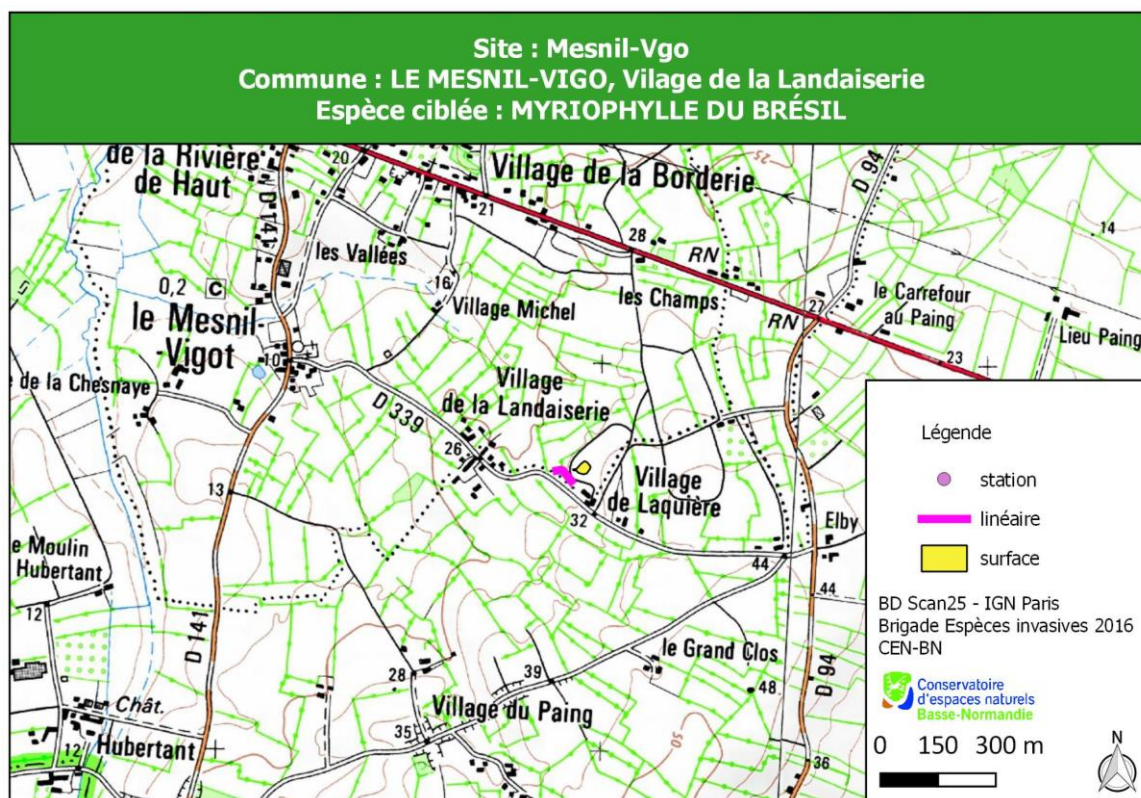 Site : Mesnil-Vgo
Commune : LE MESNIL-VIGO, Vilage de la Landaiserie
Espèce ciblée : MYRIOPHYLLE DU BRÉSIL
de la Rivière
de Haut
20
D 141
Village de la Borderie
21
25
D 94
14
28
RN
les Vallées
16
Village Michel
les Champs
27
RN
le Carrefour
au Paing
Lieu Paing
23
0,2
C
le Mesnil-
-Vigot
10
e de la Chesnaye
D 339
Village
de la Landaiserie
26
13
32
Village
de Laquière
Elby
44
44
e Moulin
Hubertant
12
D 141
28
39
le Grand Clos
48
D 94
Village du Paing
35
50
36
Chât.
Hubertant
12
Légende
station
linéaire
surface
BD Scan25 - IGN Paris
Brigade Espèces invasives 2016
CEN-BN
Conservatoire
d'espaces naturels
Basse-Normandie
0 150 300 m
N